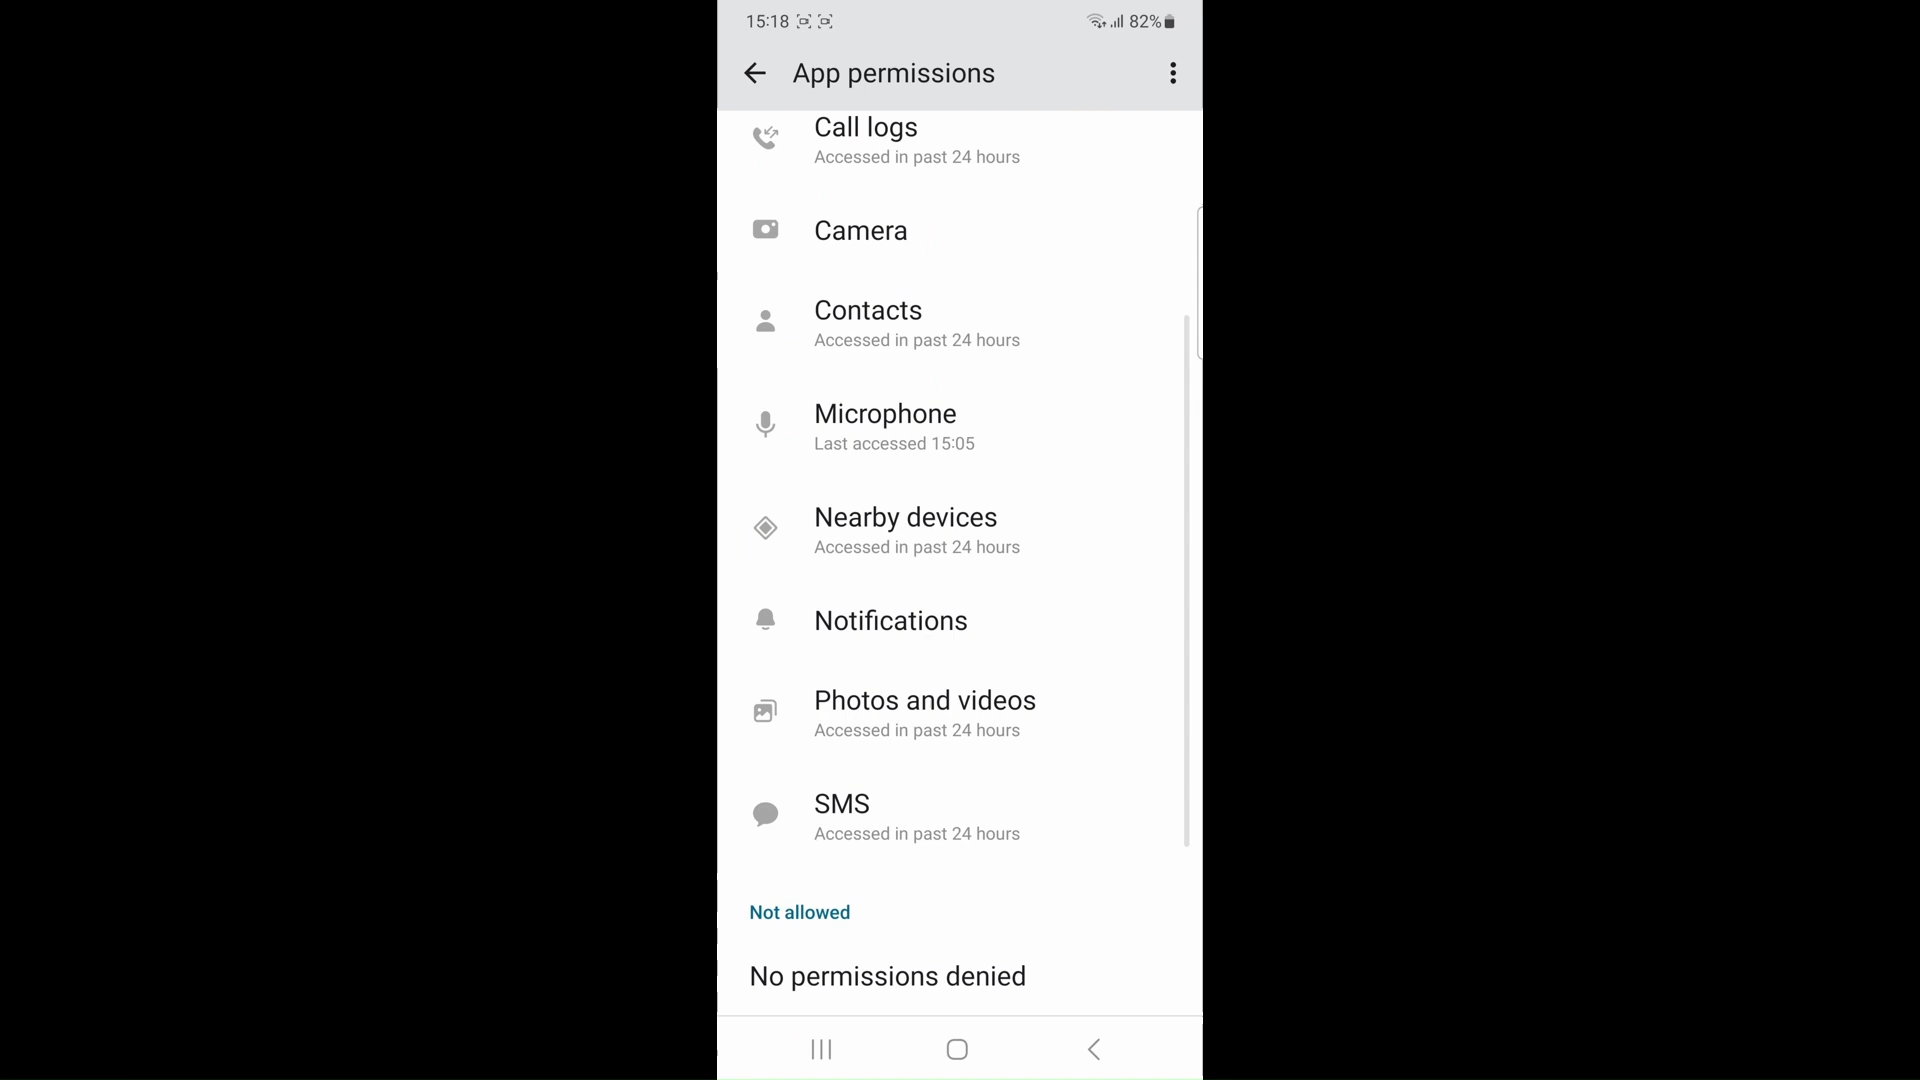 15:18 82%
App permissions
Call logs
Accessed in past 24 hours
Camera
Contacts
Accessed in past 24 hours
Microphone
Last accessed 15:05
Nearby devices
Accessed in past 24 hours
Notifications
Photos and videos
Accessed in past 24 hours
SMS
Accessed in past 24 hours
Not allowed
No permissions denied